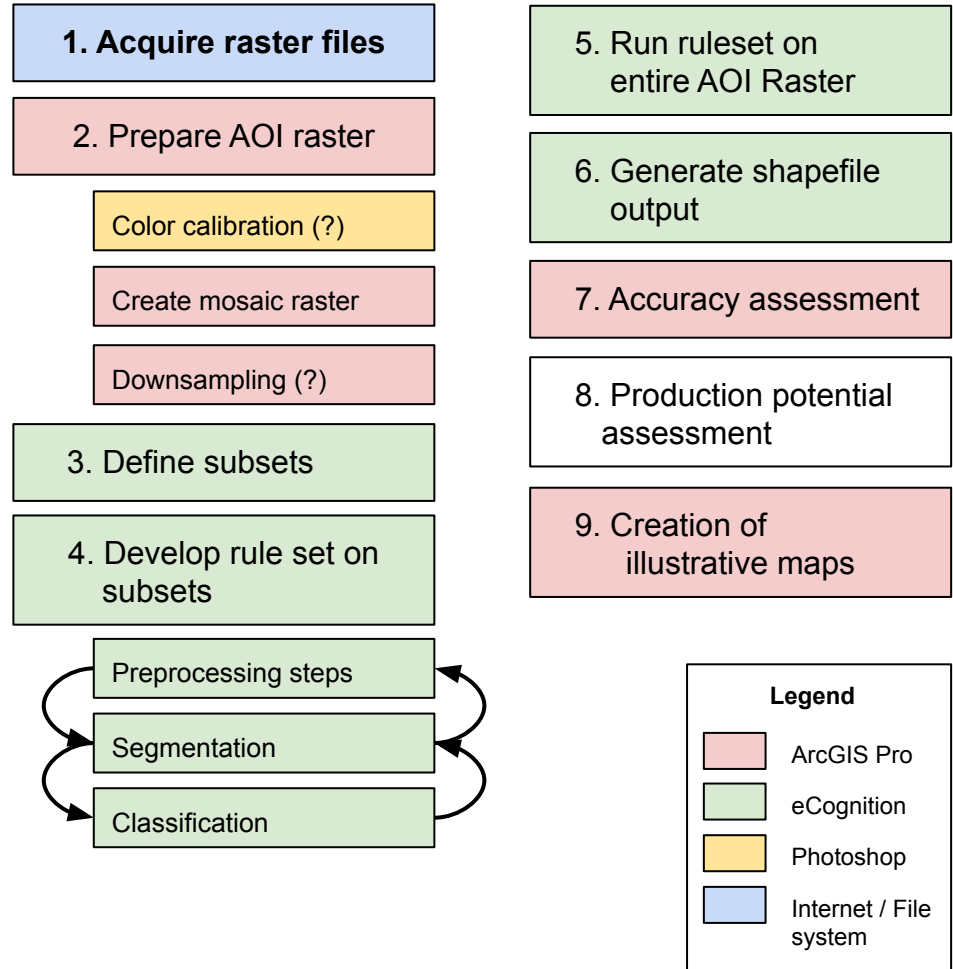 1. Acquire raster files
2. Prepare AOI raster
Color calibration (?)
Create mosaic raster
Downsampling (?)
3. Define subsets
4. Develop rule set on
subsets
Preprocessing steps
Segmentation
Classification
5. Run ruleset on
entire AOI Raster
6. Generate shapefile
output
7. Accuracy assessment
8. Production potential
assessment
9. Creation of
illustrative maps
Legend
ArcGIS Pro
eCognition
Photoshop
Internet / File
system